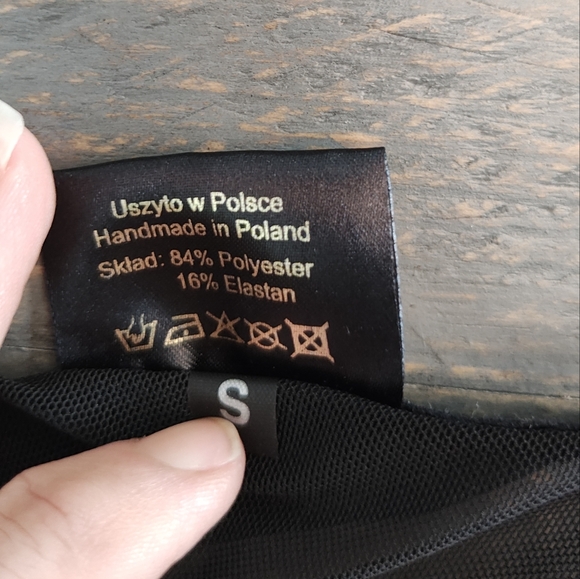 Uszyto w Polsce
Handmade in Poland
Skład: 84% Polyester
16% Elastan
S